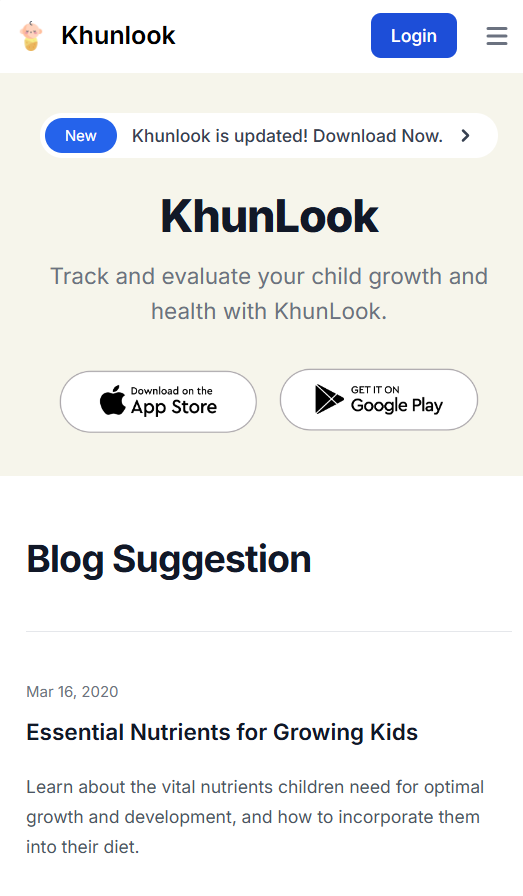 Khunlook
Login
New
Khunlook is updated! Download Now.
KhunLook
Track and evaluate your child growth and
health with KhunLook.
Download on the
App Store
GET IT ON
Google Play
Blog Suggestion
Mar 16, 2020
Essential Nutrients for Growing Kids
Learn about the vital nutrients children need for optimal
growth and development, and how to incorporate them
into their diet.